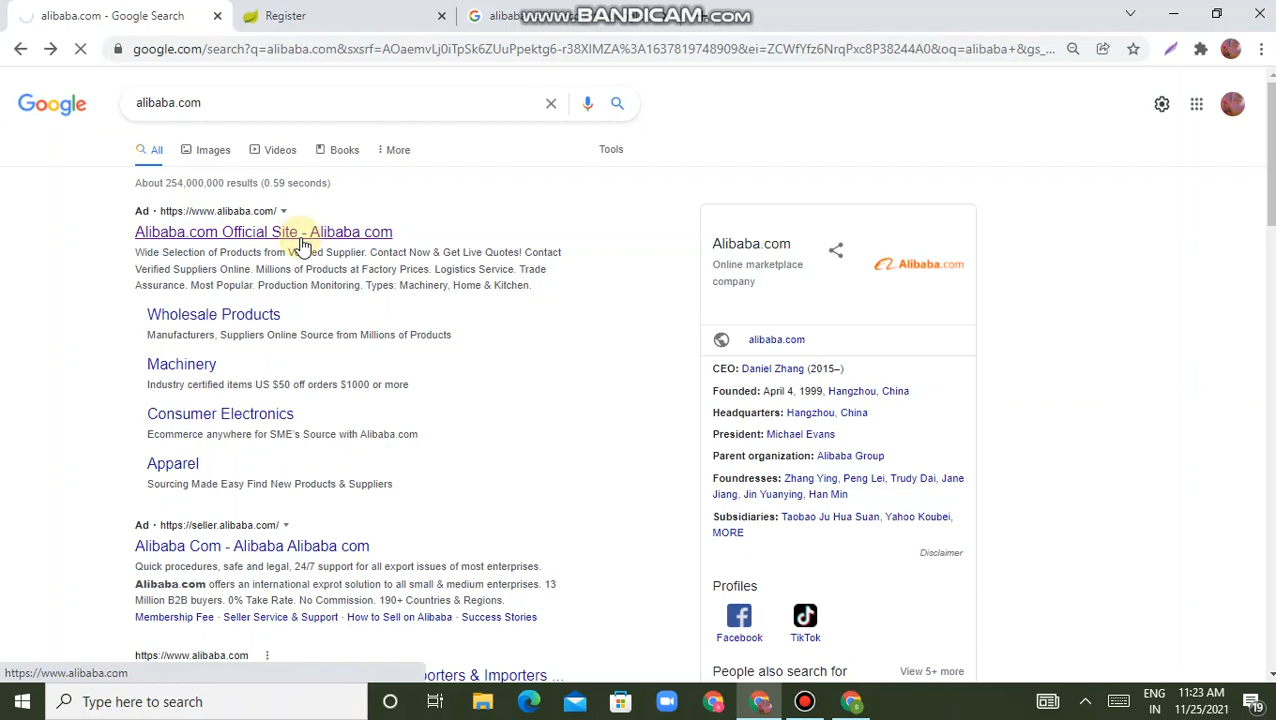 alibaba.com - Google Search
Register
alibab
www.BANDICAM.com
google.com/search?q=alibaba.com&sxsrf=AOaemvLj0iTpSk6ZUuPpektg6-r38XIMZA%3A1637819748909&ei=ZCWfYfz6NrqPxc8P38244A0&oq=alibaba+&gs_...
Google
alibaba.com
All
Images
Videos
Books
More
Tools
About 254,000,000 results (0.59 seconds)
Ad · https://www.alibaba.com/
Alibaba.com Official Site - Alibaba com
Wide Selection of Products from Supplier. Contact Now & Get Live Quotes! Contact
Verified Suppliers Online. Millions of Products at Factory Prices. Logistics Service. Trade
Assurance. Most Popular. Production Monitoring. Types: Machinery, Home & Kitchen.
Wholesale Products
Manufacturers, Suppliers Online Source from Millions of Products
Machinery
Industry certified items US $50 off orders $1000 or more
Consumer Electronics
Ecommerce anywhere for SME's Source with Alibaba.com
Apparel
Sourcing Made Easy Find New Products & Suppliers
Ad · https://seller.alibaba.com/
Alibaba Com - Alibaba Alibaba com
Quick procedures, safe and legal, 24/7 support for all export issues of most enterprises.
Alibaba.com offers an international exprot solution to all small & medium enterprises. 13
Million B2B buyers. 0% Take Rate. No Commission. 190+ Countries & Regions.
Membership Fee · Seller Service & Support · How to Sell on Alibaba · Success Stories
https://www.alibaba.com
orters & Importers ...
Alibaba.com
Online marketplace
company
Alibaba.com
alibaba.com
CEO: Daniel Zhang (2015–)
Founded: April 4, 1999, Hangzhou, China
Headquarters: Hangzhou, China
President: Michael Evans
Parent organization: Alibaba Group
Foundresses: Zhang Ying, Peng Lei, Trudy Dai, Jane
Jiang, Jin Yuanying, Han Min
Subsidiaries: Taobao Ju Hua Suan, Yahoo Koubei,
MORE
Disclaimer
Profiles
Facebook
TikTok
People also search for
View 5+ more
https://www.alibaba.com
Type here to search
ENG
IN
11:23 AM
11/25/2021
19